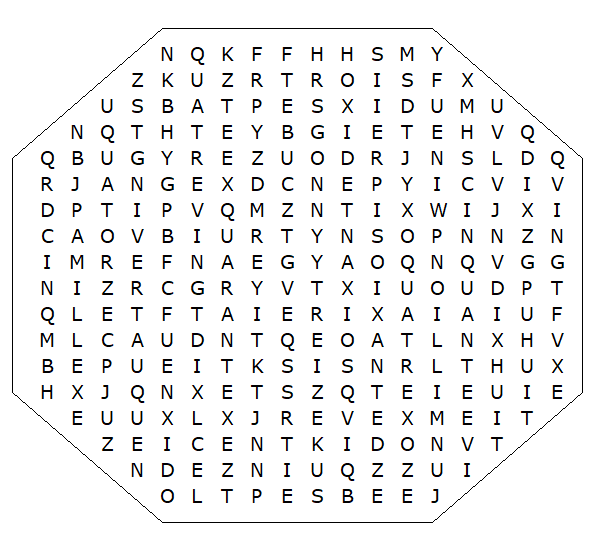 N Q K F F H H S M Y
Z K U Z R T R O I S F X
U S B A T P E S X I D U M U
N Q T H T E Y B G I E T E H V Q
Q B U G Y R E Z U O D R J N S L D Q
R J A N G E X D C N E P Y I C V I V
D P T I P V Q M Z N T I X W I J X I
C A O V B I U R T Y N S O P N N Z N
I M R E F N A E G Y A O Q N Q V G G
N I Z R C G R Y V T X I U O U D P T
Q L E T F T A I E R I X A I A I U F
M L C A U D N T Q E O A T L N X H V
B E P U E I T K S I S N R L T H U X
H X J Q N X E T S Z Q T E I E U I E
E U U X L X J R E V E X M E I T
Z E I C E N T K I D O N V T
N D E Z N I U Q Z Z U I
O L T P E S B E E J